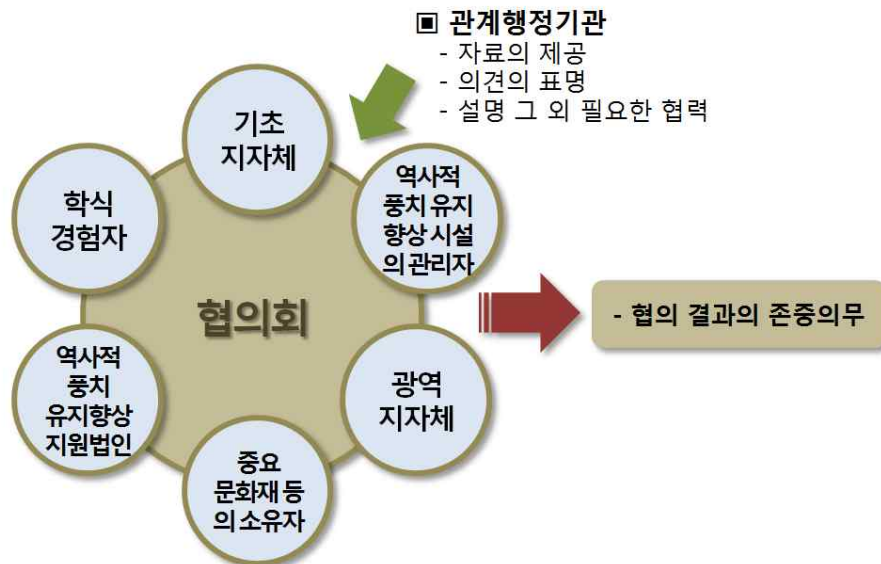 ▣ 관계행정기관
- 자료의 제공
- 의견의 표명
- 설명 그 외 필요한 협력
기초
지자체
역사적
풍치 유지
향상 시설
의 관리자
학식
경험자
협의회
- 협의 결과의 존중의무
역사적
풍치
유지향상
지원법인
광역
지자체
중요
문화재 등
의 소유자